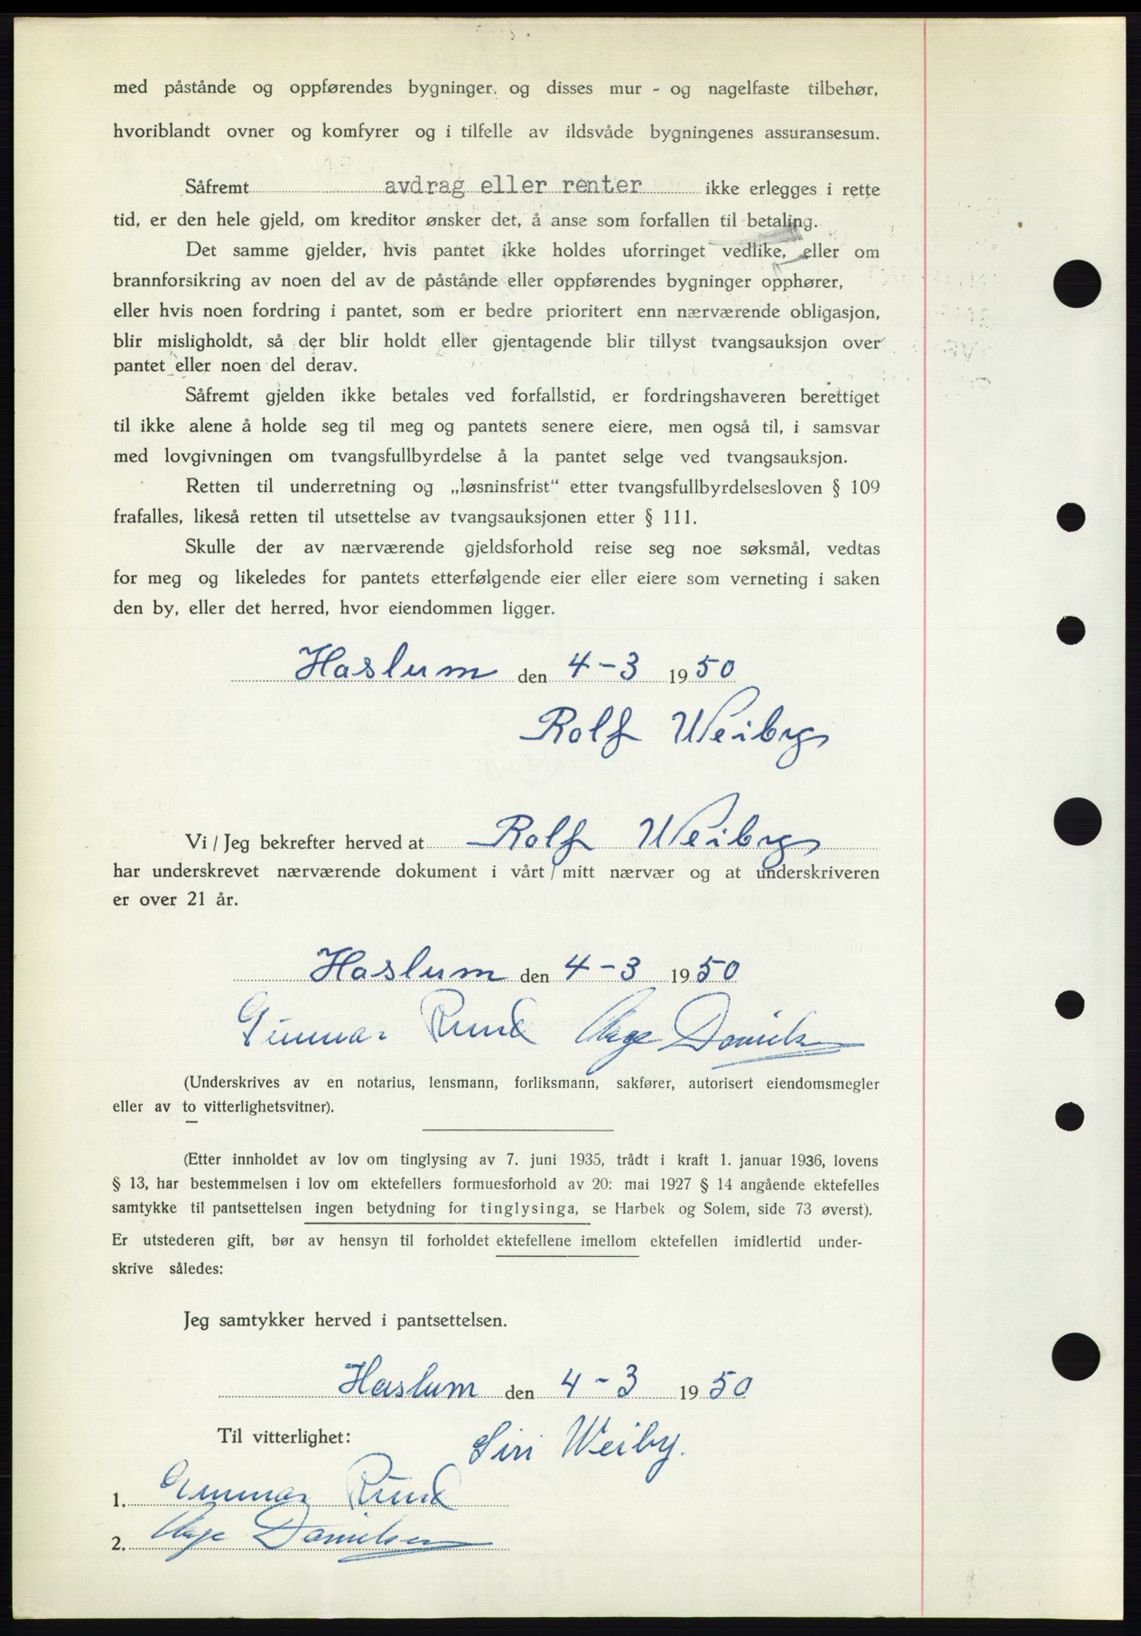 med påstånde og oppførendes bygninger, og disses mur - og nagelfaste tilbehør,
hvoriblandt ovner og komfyrer og i tilfelle av ildsvåde bygningenes assuransesum.
Såfremt avdrag eller renter ikke erlegges i rette
tid, er den hele gjeld, om kreditor ønsker det, å anse som forfallen til betaling.
Det samme gjelder, hvis pantet ikke holdes uforringet vedlike, eller om
brannforsikring av noen del av de påstånde eller oppførendes bygninger opphører,
eller hvis noen fordring i pantet, som er bedre prioritert enn nærværende obligasjon,
blir misligholdt, så der blir holdt eller gjentagende blir tillyst tvangsauksjon over
pantet eller noen del derav.
Såfremt gjelden ikke betales ved forfallstid, er fordringshaveren berettiget
til ikke alene å holde seg til meg og pantets senere eiere, men også til, i samsvar
med lovgivningen om tvangsfullbyrdelse å la pantet selge ved tvangsauksjon.
Retten til underretning og „løsninsfrist“ etter tvangsfullbyrdelsesloven § 109
frafalles, likeså retten til utsettelse av tvangsauksjonen etter § 111.
Skulle der av nærværende gjeldsforhold reise seg noe søksmål, vedtas
for meg og likeledes for pantets etterfølgende eier eller eiere som verneting i saken
den by, eller det herred, hvor eiendommen ligger.
Haslum den 4-3 1950
Rolf Weiby
Vi / Jeg bekrefter herved at Rolf Weiby
har underskrevet nærværende dokument i vårt / mitt nærvær og at underskriveren
er over 21 år.
Haslum den 4-3 1950
Gunnar Ruud Aage Danielsen
(Underskrives av en notarius, lensmann, forliksmann, sakfører, autorisert eiendomsmegler
eller av to vitterlighetsvitner).
(Etter innholdet av lov om tinglysing av 7. juni 1935, trådt i kraft 1. januar 1936, lovens
§ 13, har bestemmelsen i lov om ektefellers formuesforhold av 20: mai 1927 § 14 angående ektefelles
samtykke til pantsettelsen ingen betydning for tinglysinga, se Harbek og Solem, side 73 øverst).
Er utstederen gift, bør av hensyn til forholdet ektefellene imellom ektefellen imidlertid under-
skrive således:
Jeg samtykker herved i pantsettelsen.
Haslum den 4-3 1950
Til vitterlighet: Siri Weiby.
1. Gunnar Ruud
2. Aage Danielsen